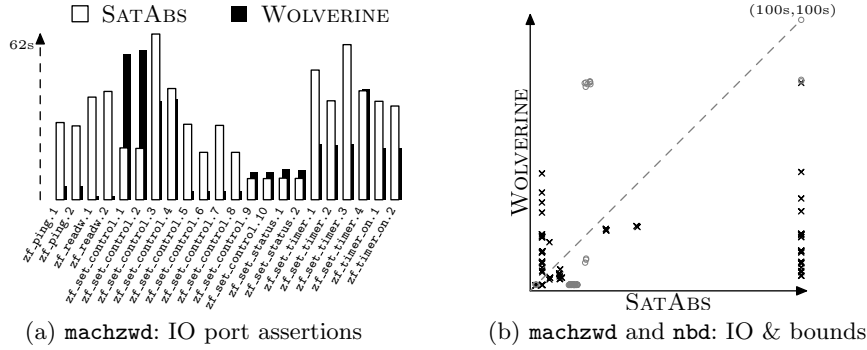 SATABS WOLVERINE
62s
zf_ping.1
zf_ping.2
zf_readw.1
zf_readw.2
zf_set_control.1
zf_set_control.2
zf_set_control.3
zf_set_control.4
zf_set_control.5
zf_set_control.6
zf_set_control.7
zf_set_control.8
zf_set_control.9
zf_set_control.10
zf_set_status.1
zf_set_status.2
zf_set_timer.1
zf_set_timer.2
zf_set_timer.3
zf_set_timer.4
zf_timer_on.1
zf_timer_on.2
(a) machzwd: IO port assertions
(100s,100s)
WOLVERINE
SATABS
(b) machzwd and nbd: IO & bounds